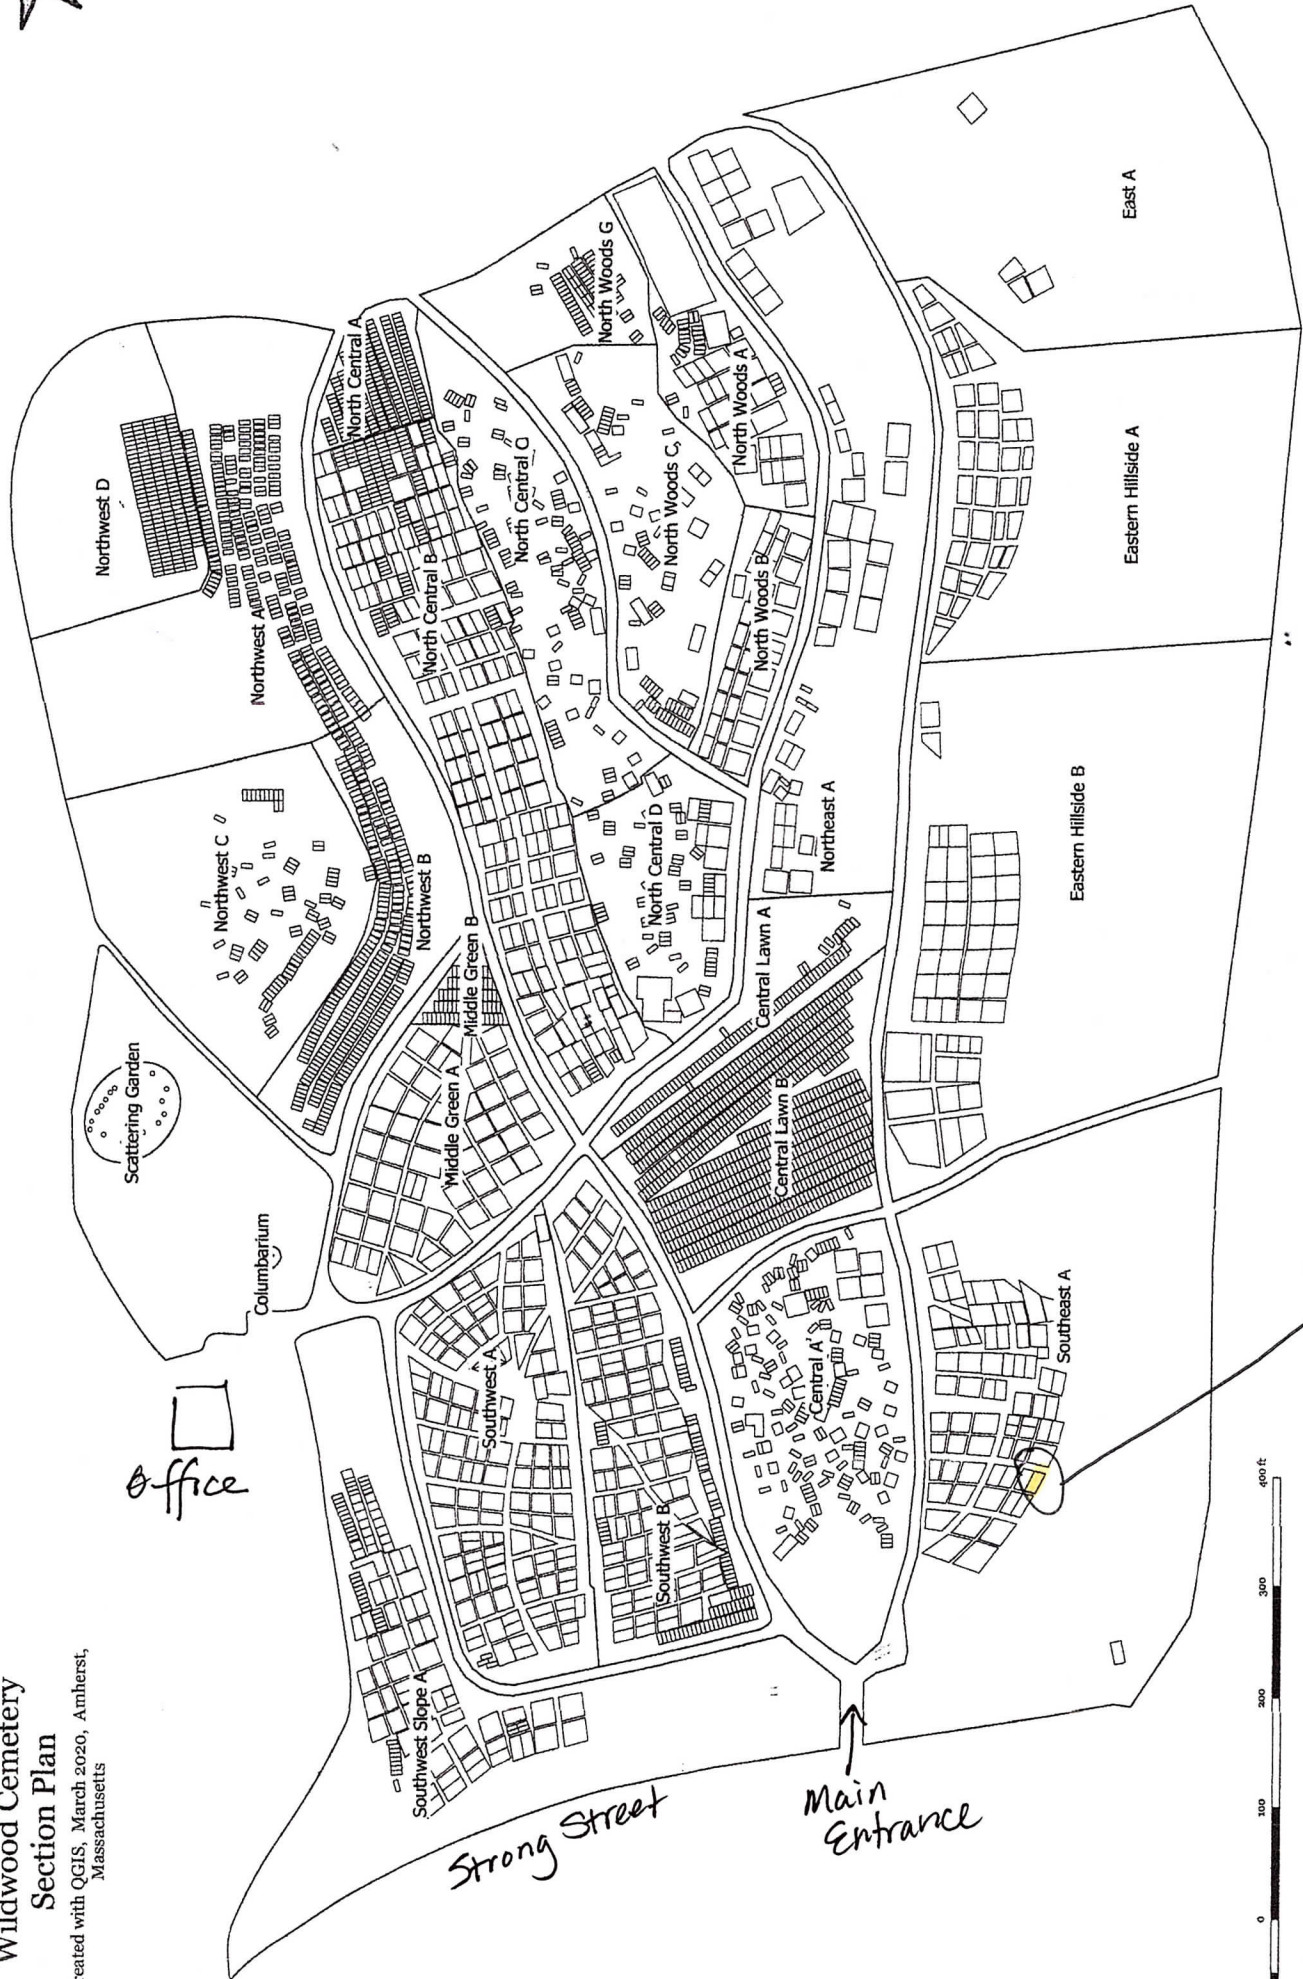 Wildwood Cemetery
Section Plan
reated with QGIS, March 2020, Amherst,
Massachusetts
Northwest D
Northwest A
Northwest C
Northwest B
Scattering Garden
Columbarium
Office
North Central A
North Central B
North Central C
North Central D
North Woods G
North Woods C
North Woods A
North Woods B
Northeast A
East A
Eastern Hillside A
Eastern Hillside B
Middle Green B
Middle Green A
Central Lawn A
Central Lawn B
Central A
Southwest A
Southwest B
Southwest Slope A
Southeast A
Strong Street
Main
Entrance
0 100 200 300 400 ft